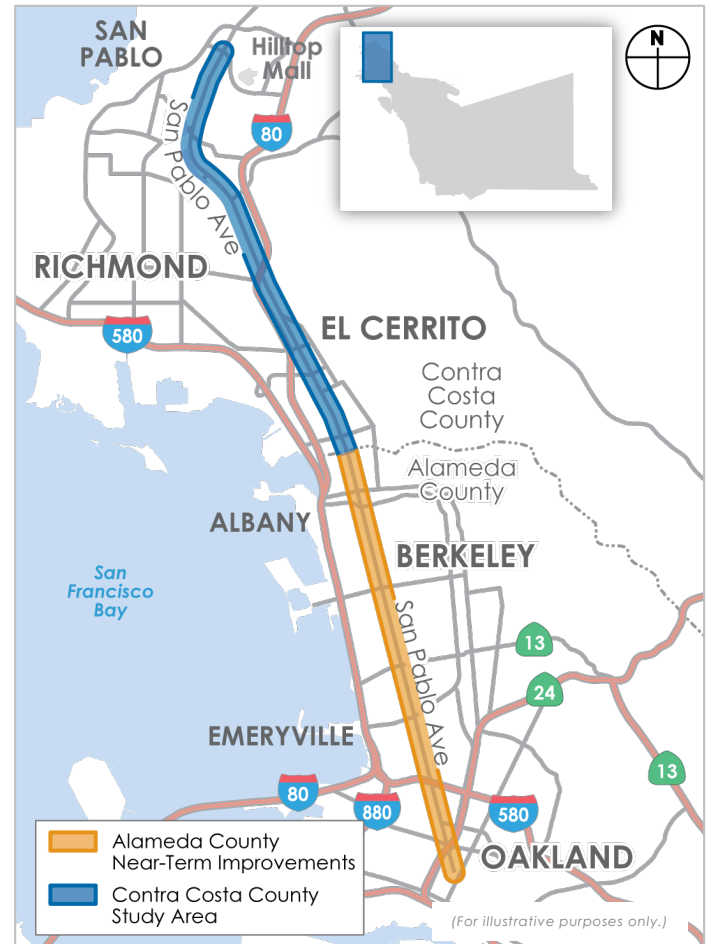 SAN
PABLO
Hilltop
Mall
N
80
San Pablo Ave
RICHMOND
580
EL CERRITO
Contra
Costa
County
Alameda
County
ALBANY
BERKELEY
San
Francisco
Bay
San Pablo Ave
13
24
EMERYVILLE
13
80
880
580
OAKLAND
Alameda County
Near-Term Improvements
Contra Costa County
Study Area
(For illustrative purposes only.)